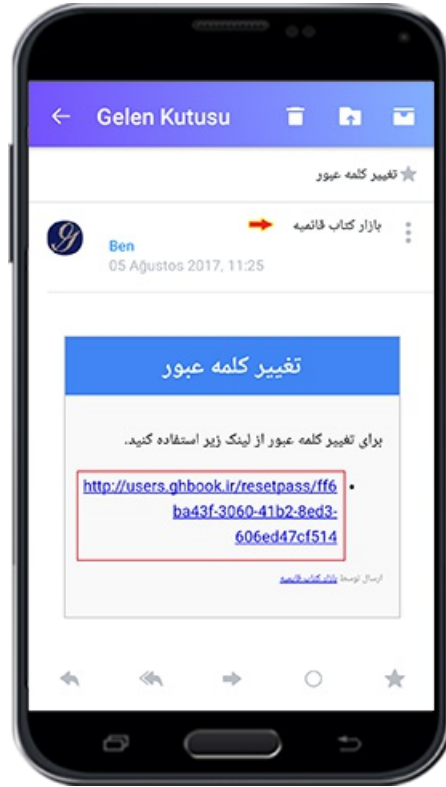 Gelen Kutusu
تغییر کلمه عبور
بازار کتاب قائمیه
Ben
05 Ağustos 2017, 11:25
تغییر کلمه عبور
برای تغییر کلمه عبور از لینک زیر استفاده کنید.
http://users.ghbook.ir/resetpass/ff6
ba43f-3060-41b2-8ed3-
606ed47cf514
ارسال توسط بازار کتاب قائمیه